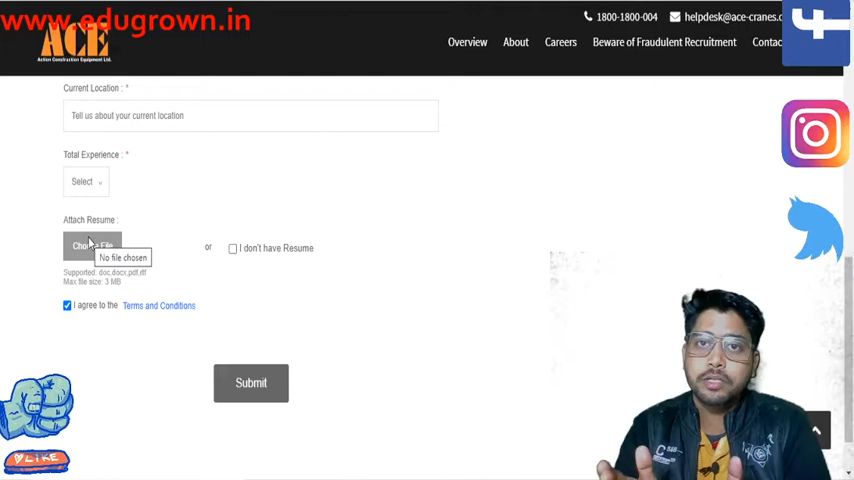 www.edugrown.in
1800-1800-004 helpdesk@ace-cranes.c
ACE
Action Construction Equipment Ltd.
Overview About Careers Beware of Fraudulent Recruitment Contac
Current Location : *
Tell us about your current location
Total Experience : *
Select
Attach Resume :
Choose File or I don't have Resume
No file chosen
Supported: doc,docx,pdf,rtf
Max file size: 3 MB
I agree to the Terms and Conditions
Submit
LIKE